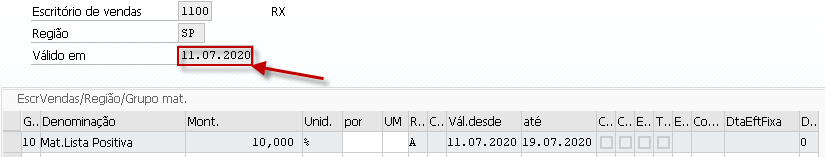 Escritório de vendas 1100 RX
Região SP
Válido em 11.07.2020
EscrVendas/Região/Grupo mat.
G.. Denominação Mont. Unid. por UM R.. C.. Vál.desde até C.. C.. E.. T.. E.. Co... DtaEftFixa D..
10 Mat.Lista Positiva 10,000 % A 11.07.2020 19.07.2020 0